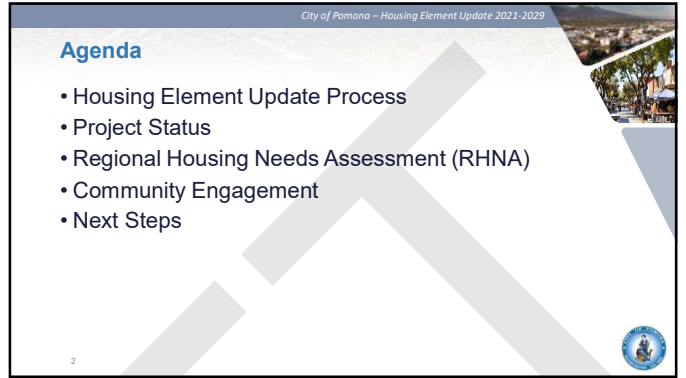 City of Pomona – Housing Element Update 2021-2029
Agenda
• Housing Element Update Process
• Project Status
• Regional Housing Needs Assessment (RHNA)
• Community Engagement
• Next Steps
2